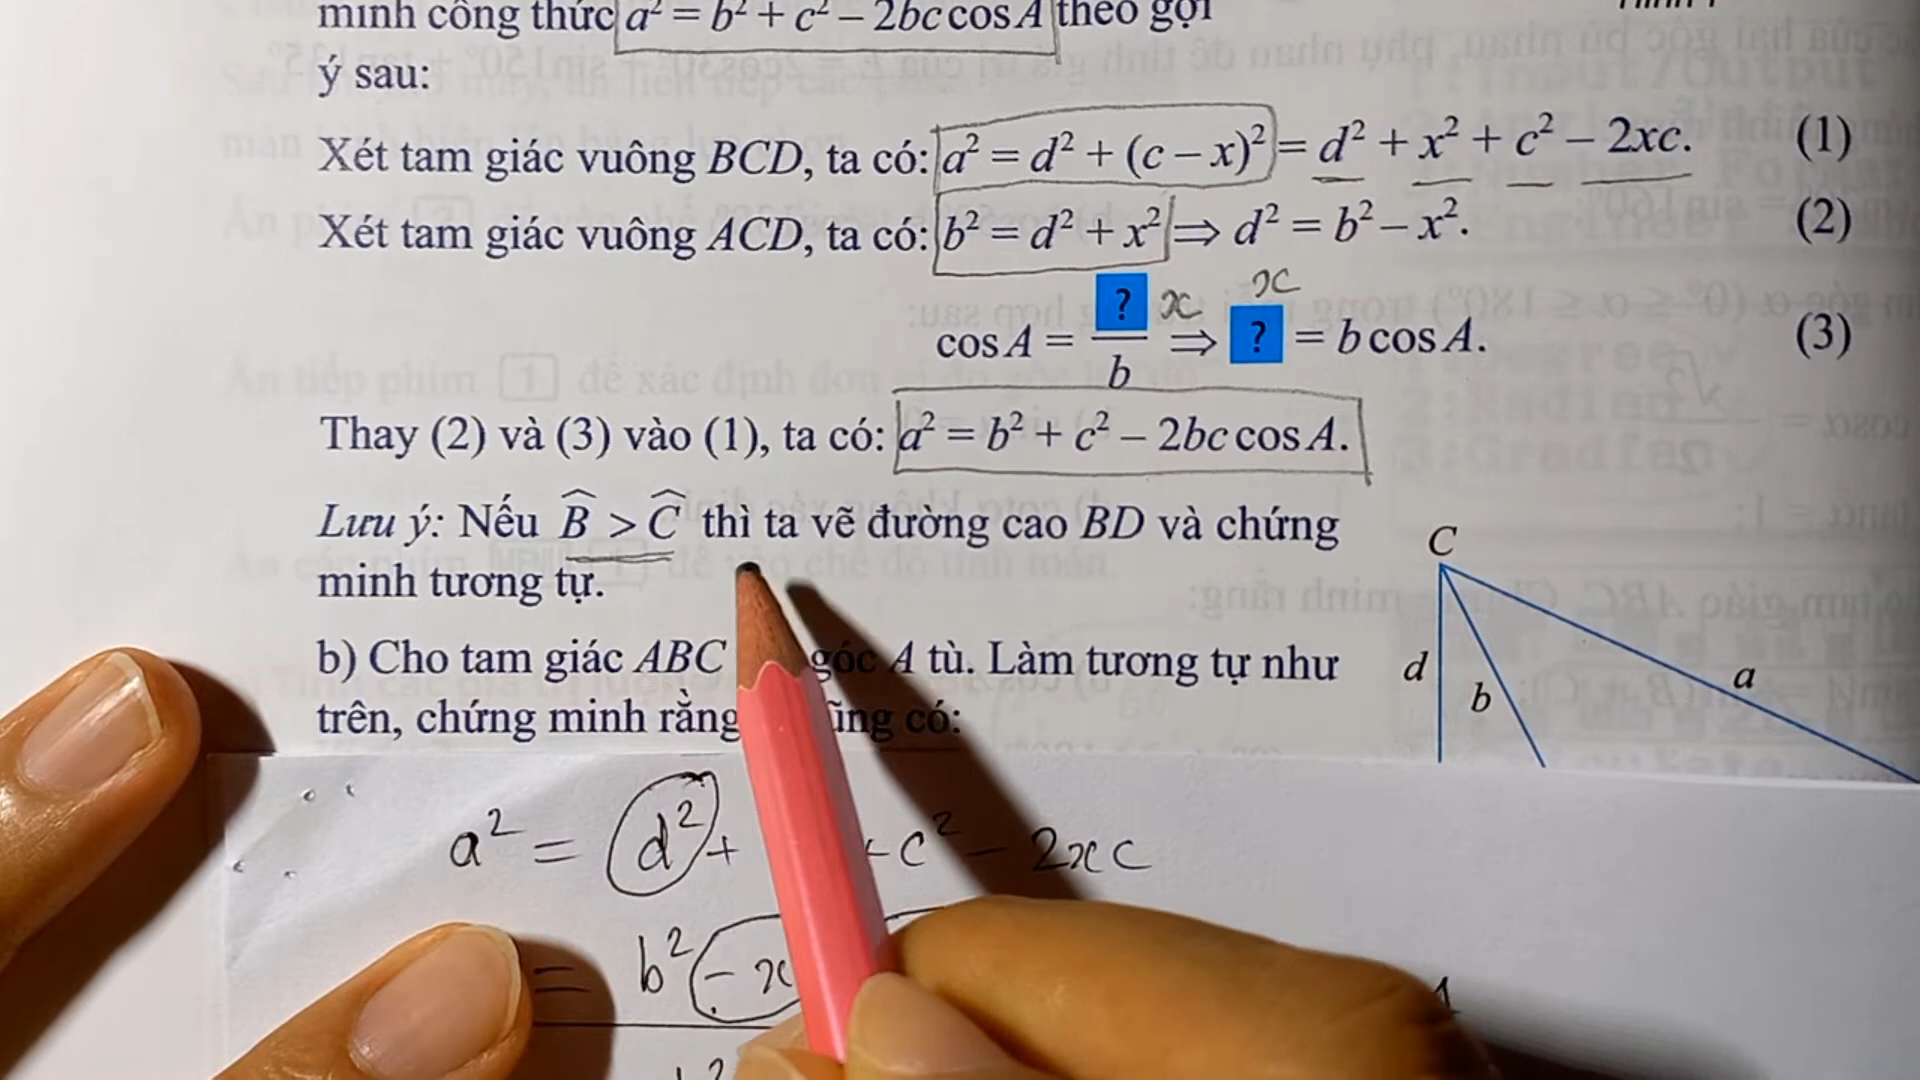 minh công thức a² = b² + c² – 2bc cos A theo gợi
ý sau:
Xét tam giác vuông BCD, ta có: a² = d² + (c – x)² = d² + x² + c² – 2xc. (1)
Xét tam giác vuông ACD, ta có: b² = d² + x² ⇒ d² = b² – x². (2)
cos A = ?/b x ⇒ ? x = b cos A. (3)
Thay (2) và (3) vào (1), ta có: a² = b² + c² – 2bc cos A.
Lưu ý: Nếu B̂ > Ĉ thì ta vẽ đường cao BD và chứng
minh tương tự.
C
b) Cho tam giác ABC góc A tù. Làm tương tự như
trên, chứng minh rằng có:
d
b
a
a² = d² + + c² – 2xc
= b² – x